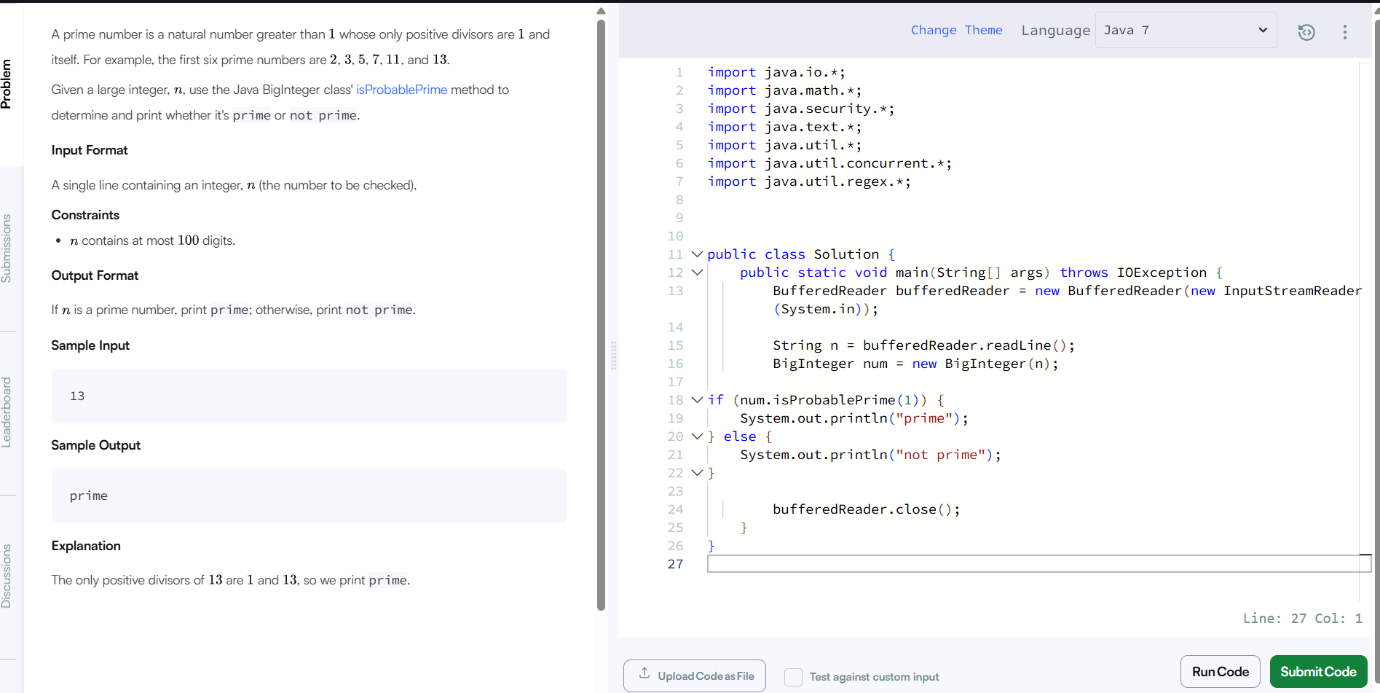 Problem
Submissions
Leaderboard
Discussions
A prime number is a natural number greater than 1 whose only positive divisors are 1 and
itself. For example, the first six prime numbers are 2, 3, 5, 7, 11, and 13.
Given a large integer, n, use the Java BigInteger class' isProbablePrime method to
determine and print whether it's prime or not prime.
Input Format
A single line containing an integer, n (the number to be checked).
Constraints
• n contains at most 100 digits.
Output Format
If n is a prime number, print prime; otherwise, print not prime.
Sample Input
13
Sample Output
prime
Explanation
The only positive divisors of 13 are 1 and 13, so we print prime.
Change Theme Language Java 7
1 import java.io.*;
2 import java.math.*;
3 import java.security.*;
4 import java.text.*;
5 import java.util.*;
6 import java.util.concurrent.*;
7 import java.util.regex.*;
8
9
10
11 public class Solution {
12 public static void main(String[] args) throws IOException {
13 BufferedReader bufferedReader = new BufferedReader(new InputStreamReader
(System.in));
14
15 String n = bufferedReader.readLine();
16 BigInteger num = new BigInteger(n);
17
18 if (num.isProbablePrime(1)) {
19 System.out.println("prime");
20 } else {
21 System.out.println("not prime");
22 }
23
24 bufferedReader.close();
25 }
26 }
27
Line: 27 Col: 1
Upload Code as File
Test against custom input
Run Code
Submit Code